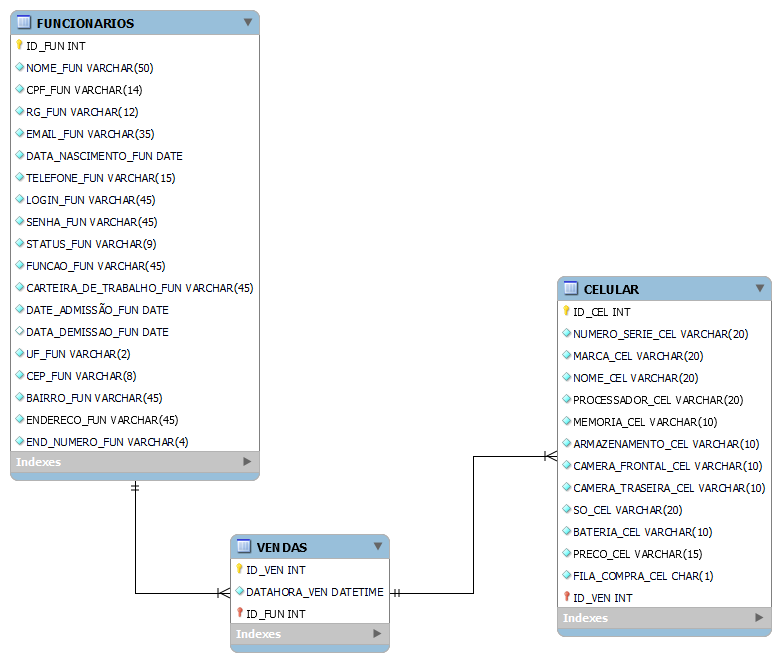 FUNCIONARIOS
ID_FUN INT
NOME_FUN VARCHAR(50)
CPF_FUN VARCHAR(14)
RG_FUN VARCHAR(12)
EMAIL_FUN VARCHAR(35)
DATA_NASCIMENTO_FUN DATE
TELEFONE_FUN VARCHAR(15)
LOGIN_FUN VARCHAR(45)
SENHA_FUN VARCHAR(45)
STATUS_FUN VARCHAR(9)
FUNCAO_FUN VARCHAR(45)
CARTEIRA_DE_TRABALHO_FUN VARCHAR(45)
DATE_ADMISSÃO_FUN DATE
DATA_DEMISSAO_FUN DATE
UF_FUN VARCHAR(2)
CEP_FUN VARCHAR(8)
BAIRRO_FUN VARCHAR(45)
ENDERECO_FUN VARCHAR(45)
END_NUMERO_FUN VARCHAR(4)
Indexes
VENDAS
ID_VEN INT
DATAHORA_VEN DATETIME
ID_FUN INT
Indexes
CELULAR
ID_CEL INT
NUMERO_SERIE_CEL VARCHAR(20)
MARCA_CEL VARCHAR(20)
NOME_CEL VARCHAR(20)
PROCESSADOR_CEL VARCHAR(20)
MEMORIA_CEL VARCHAR(10)
ARMAZENAMENTO_CEL VARCHAR(10)
CAMERA_FRONTAL_CEL VARCHAR(10)
CAMERA_TRASEIRA_CEL VARCHAR(10)
SO_CEL VARCHAR(20)
BATERIA_CEL VARCHAR(10)
PRECO_CEL VARCHAR(15)
FILA_COMPRA_CEL CHAR(1)
ID_VEN INT
Indexes